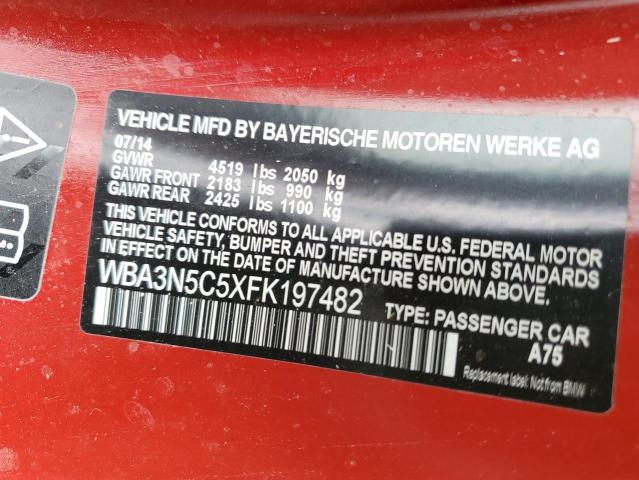 VEHICLE MFD BY BAYERISCHE MOTOREN WERKE AG
07/14
GVWR 4519 lbs 2050 kg
GAWR FRONT 2183 lbs 990 kg
GAWR REAR 2425 lbs 1100 kg
THIS VEHICLE CONFORMS TO ALL APPLICABLE U.S. FEDERAL MOTOR
VEHICLE SAFETY, BUMPER AND THEFT PREVENTION STANDARDS
IN EFFECT ON THE DATE OF MANUFACTURE SHOWN ABOVE.
WBA3N5C5XFK197482
TYPE: PASSENGER CAR
A75
Replacement label: Not from BMW